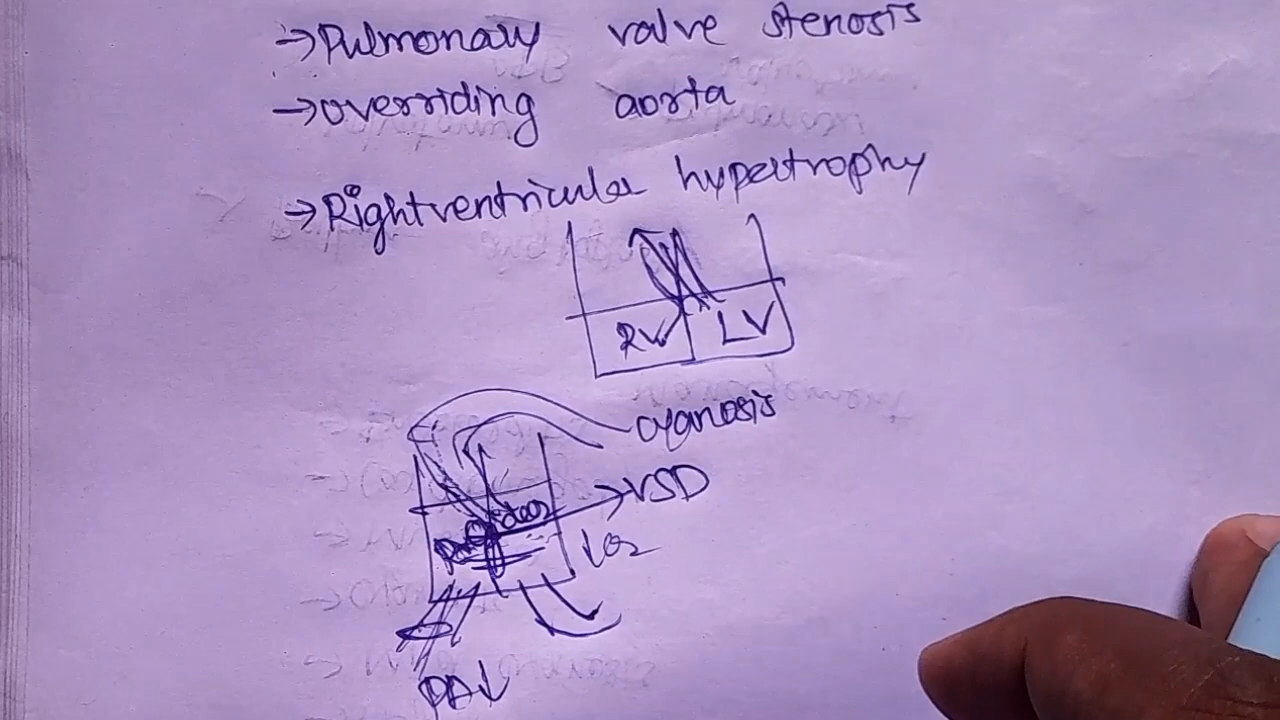 →Pulmonary valve stenosis
→overriding aorta
→Rightventricular hypertrophy
RV LV
cyanosis
→VSD
↓O2